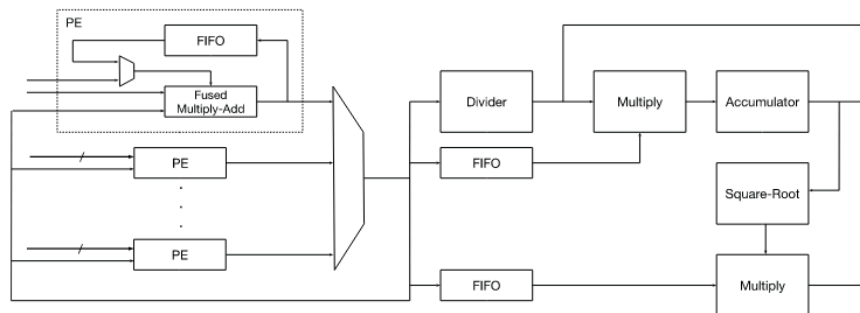 PE
FIFO
Fused
Multiply-Add
Divider
Multiply
Accumulator
PE
FIFO
.
.
.
Square-Root
PE
FIFO
Multiply